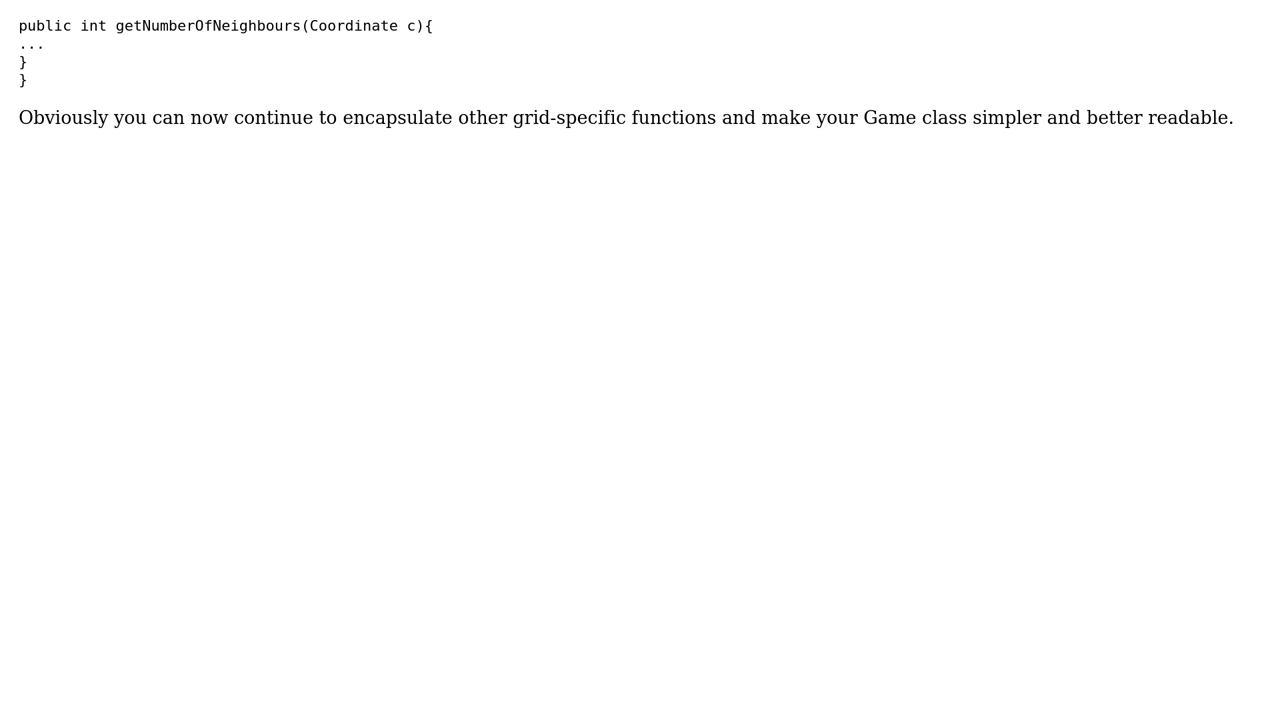 public int getNumberOfNeighbours(Coordinate c){
...
}
}
Obviously you can now continue to encapsulate other grid-specific functions and make your Game class simpler and better readable.